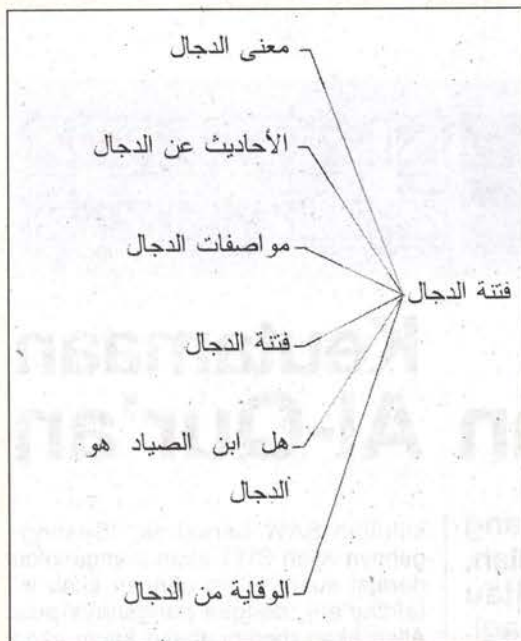 معنى الدجال
الأحاديث عن الدجال
مواصفات الدجال
فتنة الدجال
فتنة الدجال
هل ابن الصياد هو
الدجال
الوقاية من الدجال